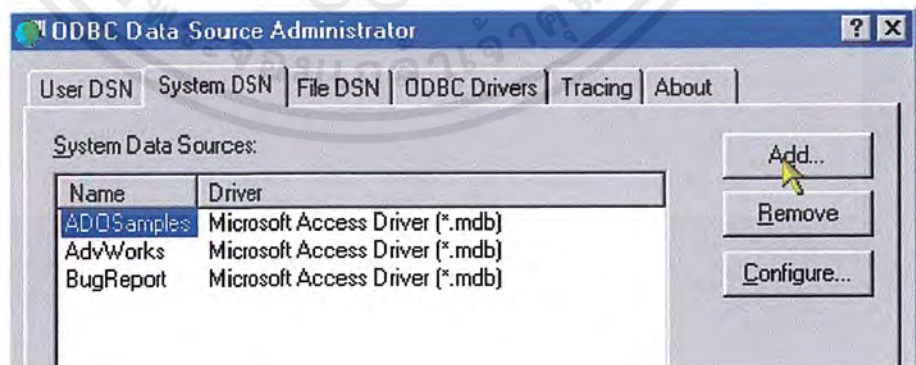 ODBC Data Source Administrator
User DSN System DSN File DSN ODBC Drivers Tracing About
System Data Sources:
Add...
Name Driver
ADOSamples Microsoft Access Driver (*.mdb)
Remove
AdvWorks Microsoft Access Driver (*.mdb)
BugReport Microsoft Access Driver (*.mdb)
Configure...